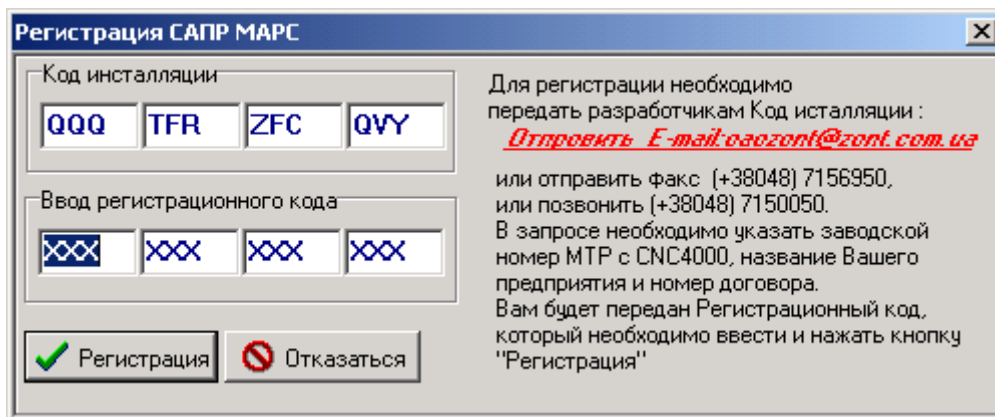 Регистрация САПР МАРС
Код инсталляции
QQQ TFR ZFC QVY
Ввод регистрационного кода
XXX XXX XXX XXX
Регистрация Отказаться
Для регистрации необходимо
передать разработчикам Код исталляции :
Отправить E-mail:oaozont@zont.com.ua
или отправить факс (+38048) 7156950,
или позвонить (+38048) 7150050.
В запросе необходимо указать заводской
номер МТР с CNC4000, название Вашего
предприятия и номер договора.
Вам будет передан Регистрационный код,
который необходимо ввести и нажать кнопку
"Регистрация"